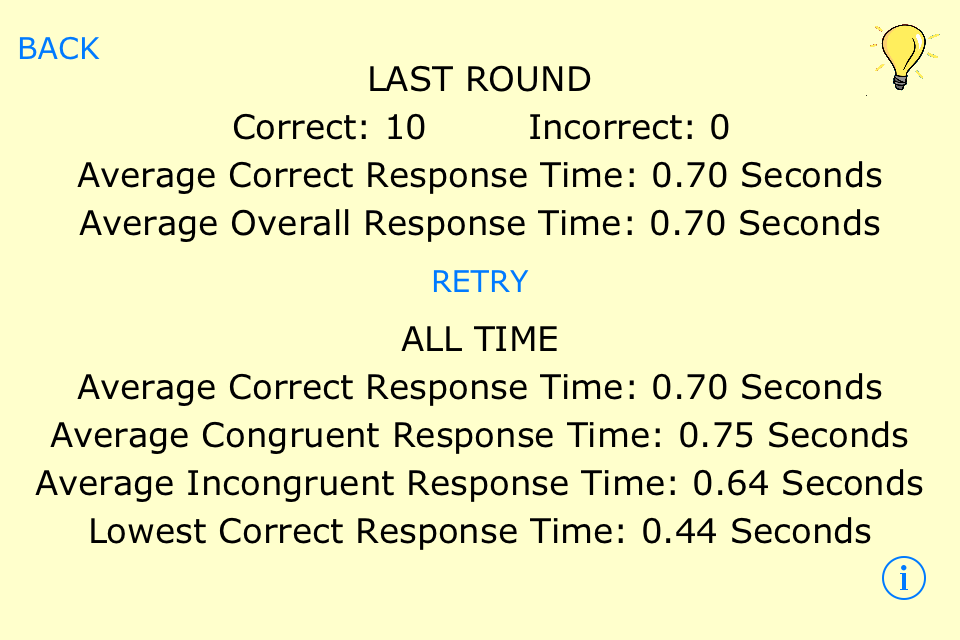 BACK
LAST ROUND
Correct: 10 Incorrect: 0
Average Correct Response Time: 0.70 Seconds
Average Overall Response Time: 0.70 Seconds
RETRY
ALL TIME
Average Correct Response Time: 0.70 Seconds
Average Congruent Response Time: 0.75 Seconds
Average Incongruent Response Time: 0.64 Seconds
Lowest Correct Response Time: 0.44 Seconds
i